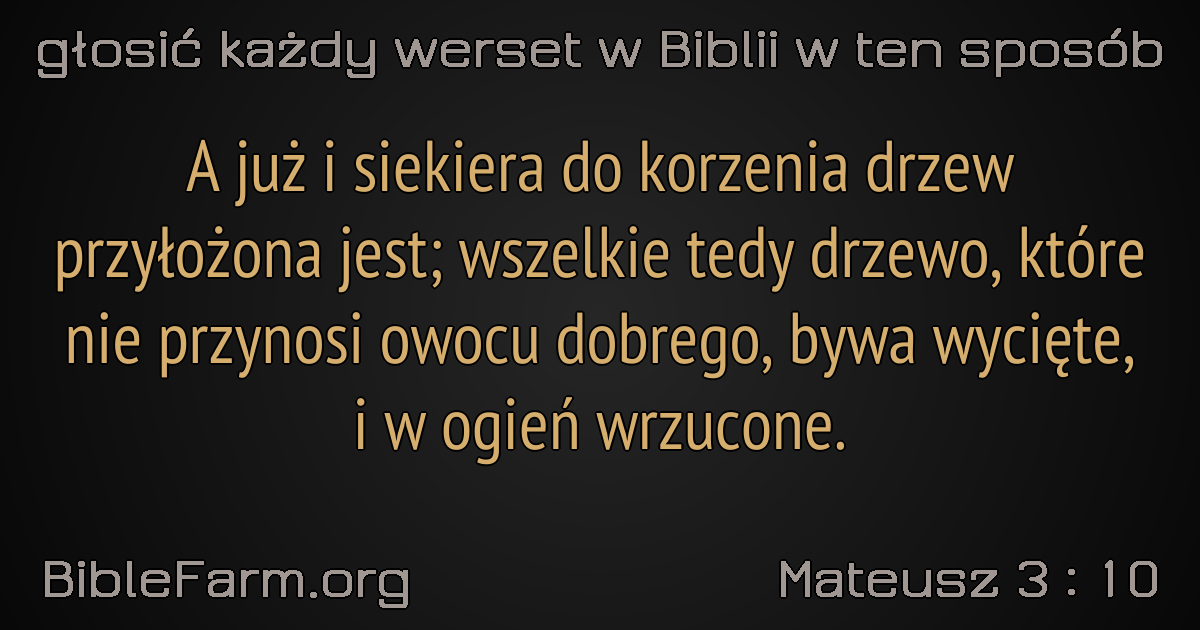 głosić każdy werset w Biblii w ten sposób
A już i siekiera do korzenia drzew
przyłożona jest; wszelkie tedy drzewo, które
nie przynosi owocu dobrego, bywa wycięte,
i w ogień wrzucone.
BibleFarm.org
Mateusz 3 : 10